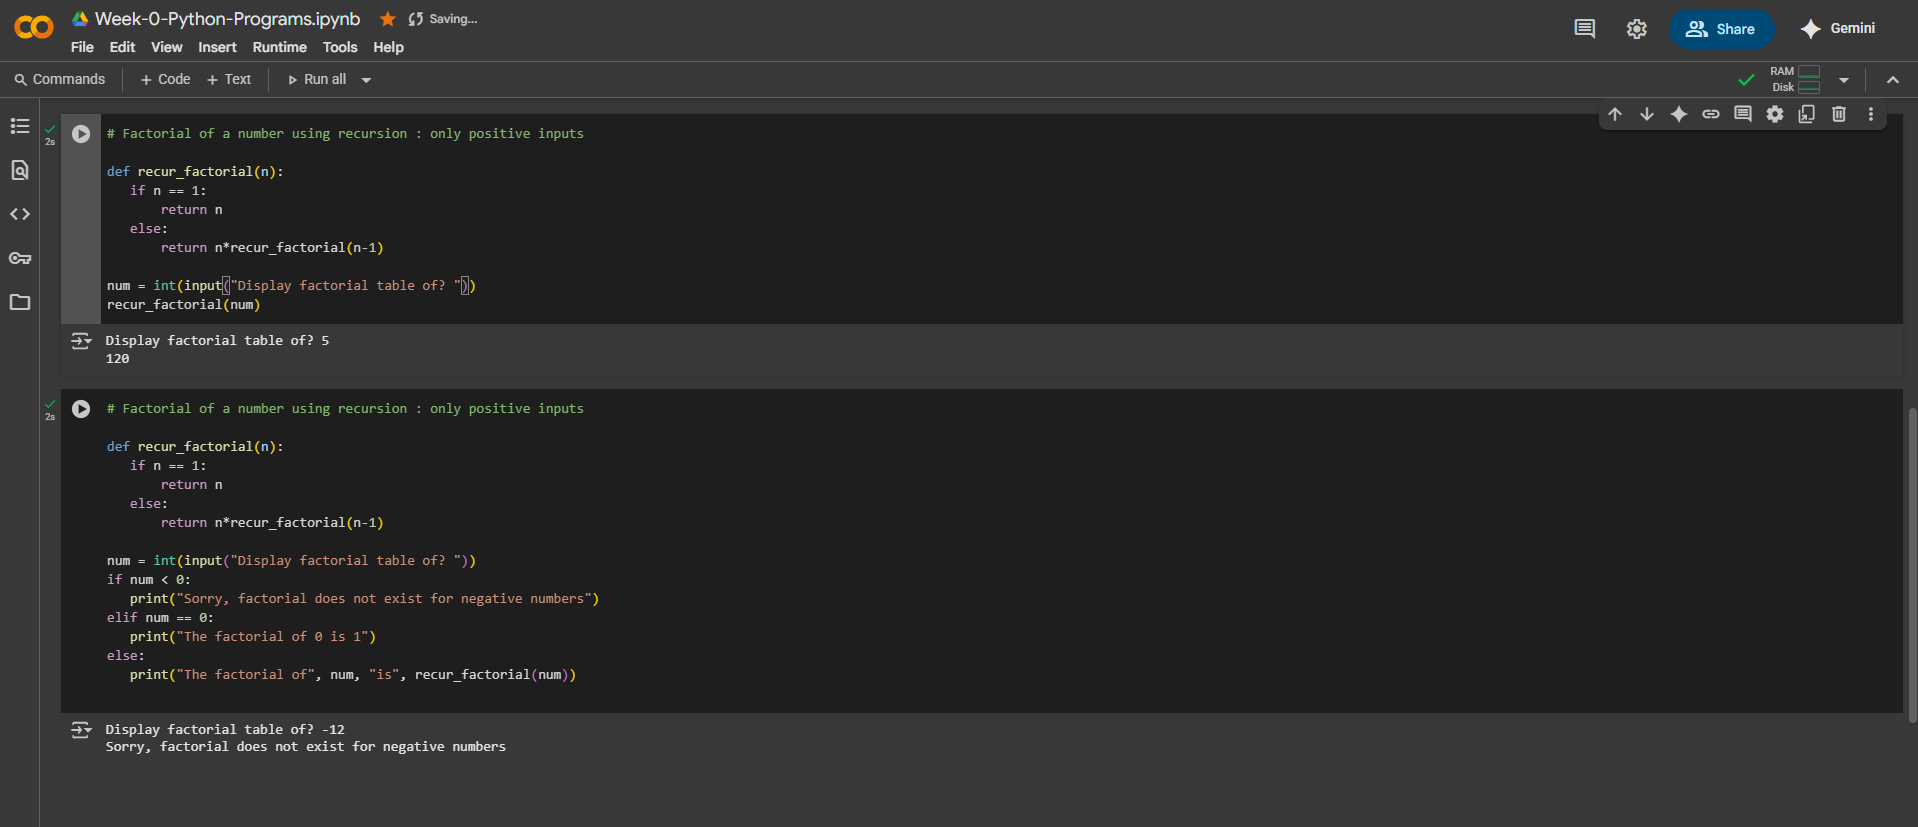 Week-0-Python-Programs.ipynb Saving...
File Edit View Insert Runtime Tools Help
Share
Gemini
Commands + Code + Text Run all
RAM
Disk
2s
# Factorial of a number using recursion : only positive inputs
def recur_factorial(n):
   if n == 1:
       return n
   else:
       return n*recur_factorial(n-1)
num = int(input("Display factorial table of? "))
recur_factorial(num)
Display factorial table of? 5
120
2s
# Factorial of a number using recursion : only positive inputs
def recur_factorial(n):
   if n == 1:
       return n
   else:
       return n*recur_factorial(n-1)
num = int(input("Display factorial table of? "))
if num < 0:
   print("Sorry, factorial does not exist for negative numbers")
elif num == 0:
   print("The factorial of 0 is 1")
else:
   print("The factorial of", num, "is", recur_factorial(num))
Display factorial table of? -12
Sorry, factorial does not exist for negative numbers